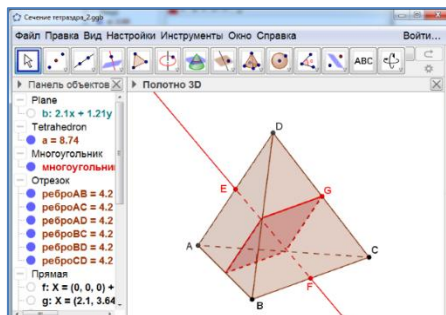 Сечение тетраэдра_2.ggb
Файл Правка Вид Настройки Инструменты Окно Справка
Войти...
ABC
Панель объектов
Полотно 3D
Plane
b: 2.1x + 1.21y
Tetrahedron
a = 8.74
Многоугольник
многоугольни
Отрезок
реброAB = 4.2
реброAC = 4.2
реброAD = 4.2
реброBC = 4.2
реброBD = 4.2
реброCD = 4.2
Прямая
f: X = (0, 0, 0) +
g: X = (2.1, 3.64
D
E
G
A
C
F
B